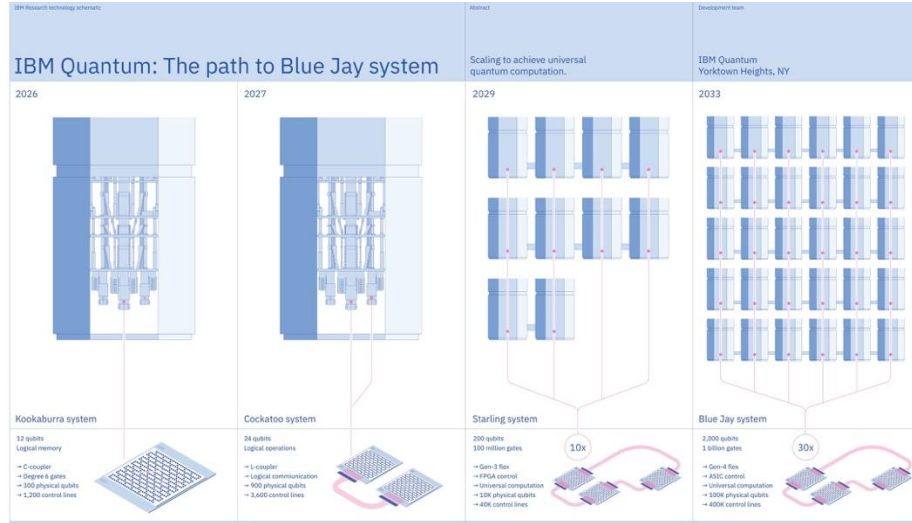 IBM Research technology schematic
Abstract
Development team
IBM Quantum: The path to Blue Jay system
Scaling to achieve universal
quantum computation.
IBM Quantum
Yorktown Heights, NY
2026
2027
2029
2033
Kookaburra system
12 qubits
Logical memory
→ C-coupler
→ Degree 6 gates
→ 300 physical qubits
→ 1,200 control lines
Cockatoo system
24 qubits
Logical operations
→ L-coupler
→ Logical communication
→ 900 physical qubits
→ 1,600 control lines
Starling system
200 qubits
100 million gates
→ Gen-3 flex
→ FPGA control
→ Universal computation
→ 10K physical qubits
→ 40K control lines
10x
Blue Jay system
2,000 qubits
1 billion gates
→ Gen-4 flex
→ ASIC control
→ Universal computation
→ 100K physical qubits
→ 400K control lines
30x